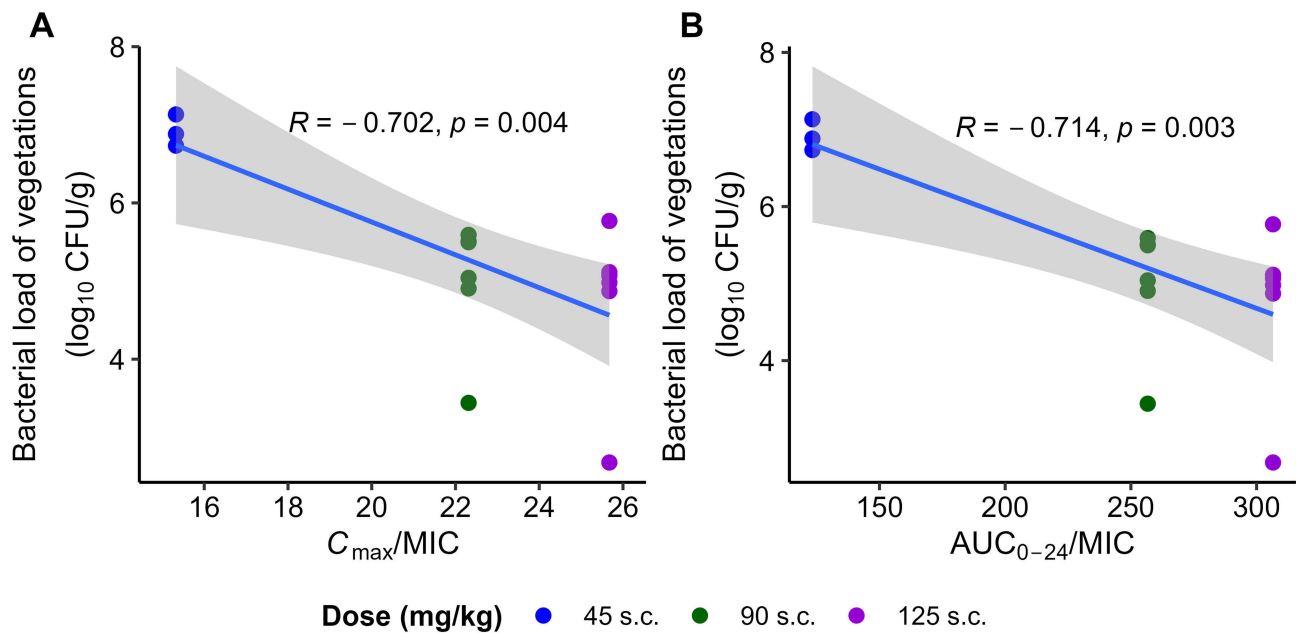 A
Bacterial load of vegetations
(log₁₀ CFU/g)
8
6
4
R = − 0.702, p = 0.004
16 18 20 22 24 26
C max/MIC
B
Bacterial load of vegetations
(log₁₀ CFU/g)
8
6
4
R = − 0.714, p = 0.003
150 200 250 300
AUC₀₋₂₄/MIC
Dose (mg/kg) 45 s.c. 90 s.c. 125 s.c.